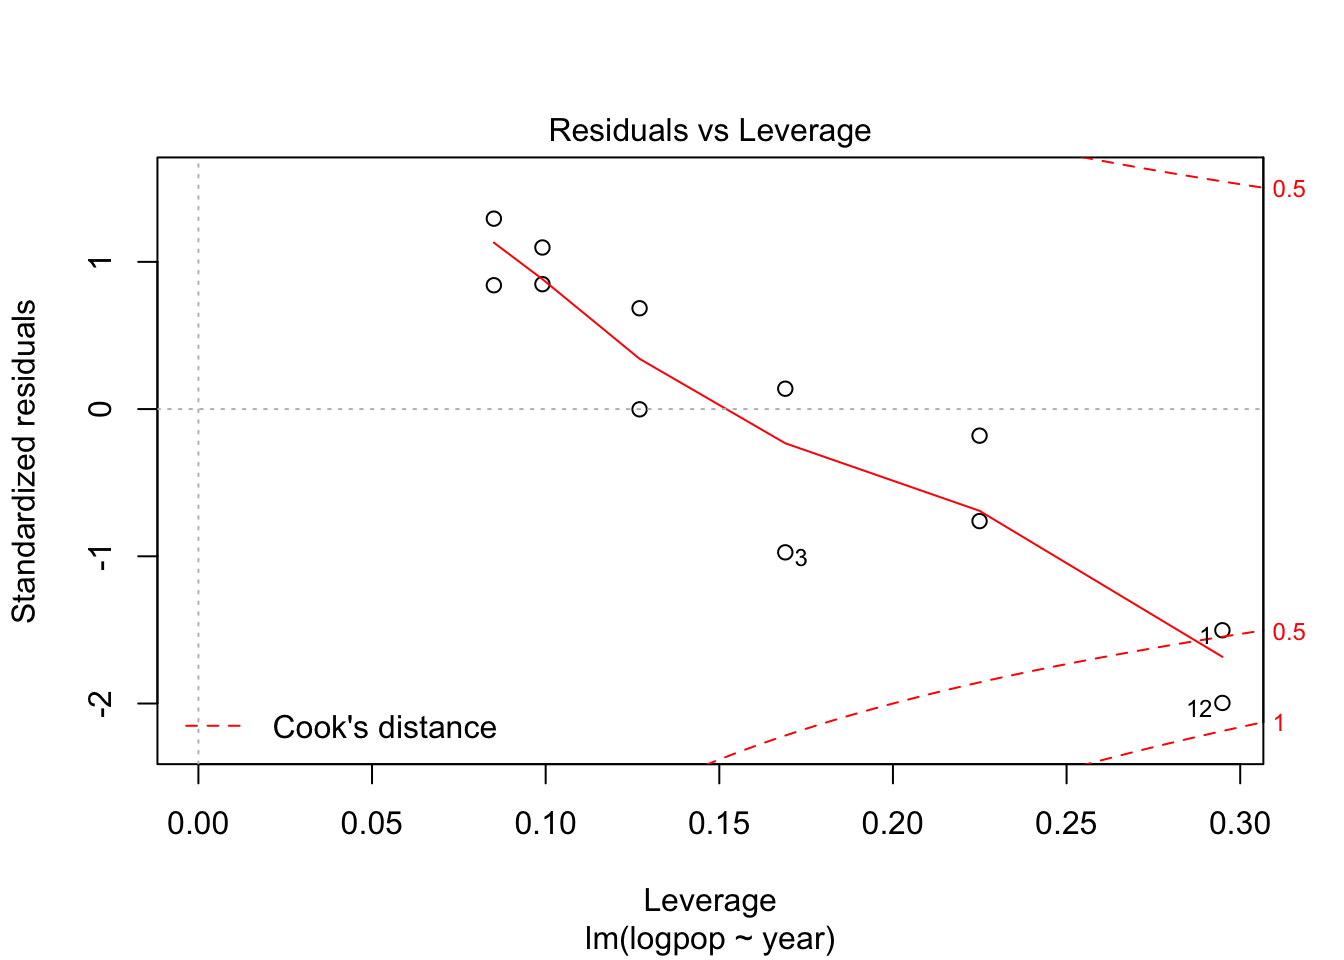 Residuals vs Leverage
Standardized residuals
1
0
-1
-2
0.5
3
1
0.5
12
1
Cook's distance
0.00 0.05 0.10 0.15 0.20 0.25 0.30
Leverage
lm(logpop ~ year)